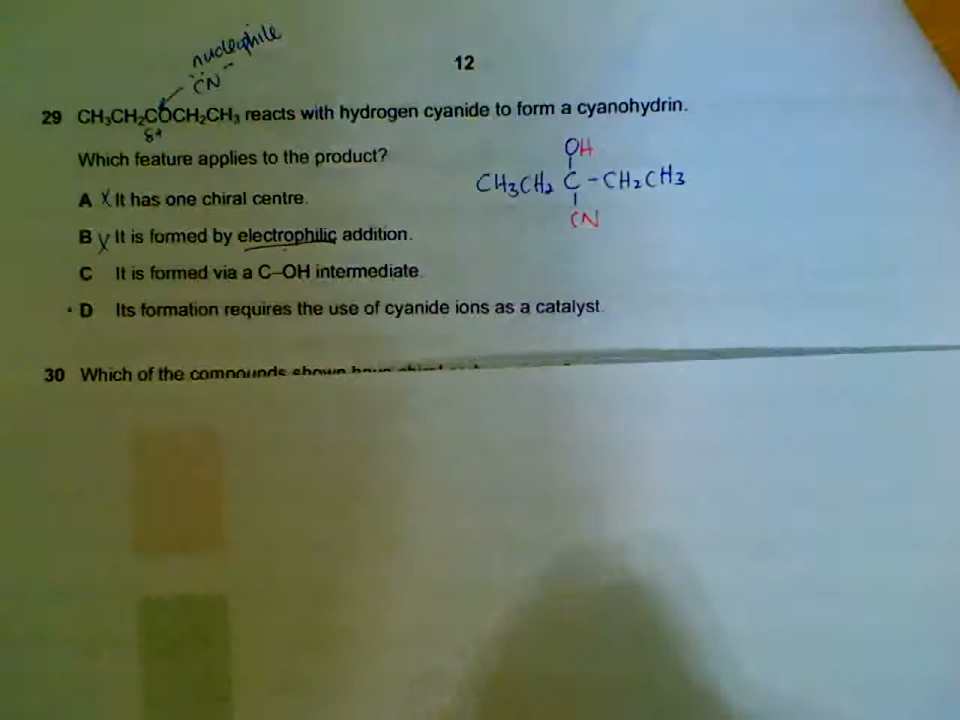 nucleophile
:CN⁻
12
29 CH₃CH₂COCH₂CH₃ reacts with hydrogen cyanide to form a cyanohydrin.
δ+
Which feature applies to the product?
OH
CH₃CH₂ C - CH₂CH₃
CN
A X It has one chiral centre.
B X It is formed by electrophilic addition.
C It is formed via a C–OH intermediate.
D Its formation requires the use of cyanide ions as a catalyst.
30 Which of the compounds shown have